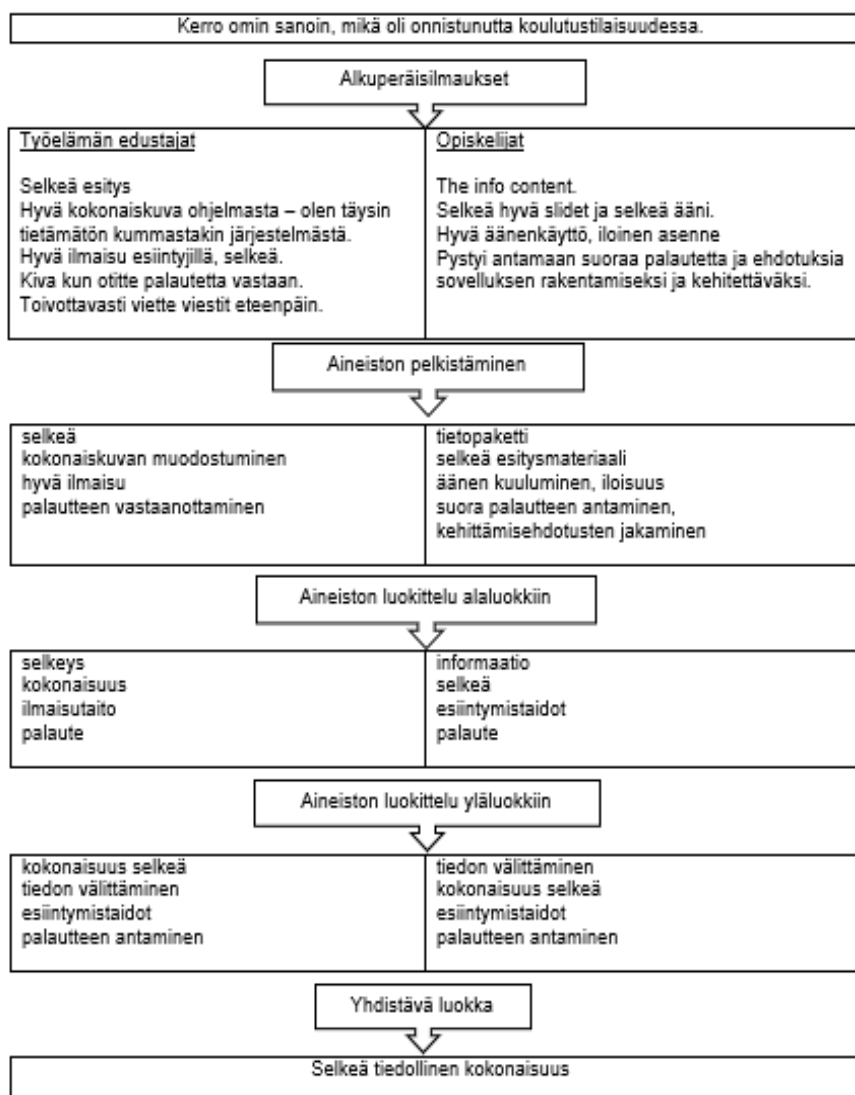 Kerro omin sanoin, mikä oli onnistunutta koulutustilaisuudessa.
Alkuperäisilmaukset
Työelämän edustajat
Selkeä esitys
Hyvä kokonaiskuva ohjelmasta – olen täysin
tietämätön kummastakin järjestelmästä.
Hyvä ilmaisu esiintyjillä, selkeä.
Kiva kun otitte palautetta vastaan.
Toivottavasti viette viestit eteenpäin.
Opiskelijat
The info content.
Selkeä hyvä slidet ja selkeä ääni.
Hyvä äänenkäyttö, iloinen asenne
Pystyi antamaan suoraa palautetta ja ehdotuksia
sovelluksen rakentamiseksi ja kehitettäväksi.
Aineiston pelkistäminen
selkeä
kokonaiskuvan muodostuminen
hyvä ilmaisu
palautteen vastaanottaminen
tietopaketti
selkeä esitysmateriaali
äänen kuuluminen, iloisuus
suora palautteen antaminen,
kehittämisehdotusten jakaminen
Aineiston luokittelu alaluokkiin
selkeys
kokonaisuus
ilmaisutaito
palaute
informaatio
selkeä
esiintymistaidot
palaute
Aineiston luokittelu yläluokkiin
kokonaisuus selkeä
tiedon välittäminen
esiintymistaidot
palautteen antaminen
tiedon välittäminen
kokonaisuus selkeä
esiintymistaidot
palautteen antaminen
Yhdistävä luokka
Selkeä tiedollinen kokonaisuus